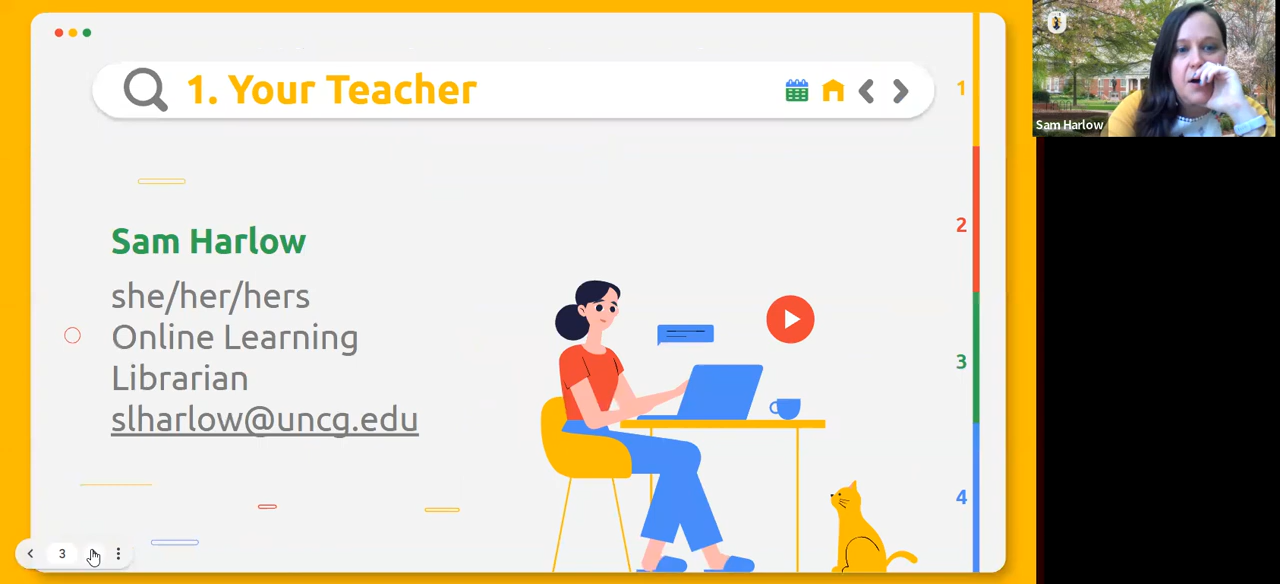 1. Your Teacher
1
Sam Harlow
2
Sam Harlow
she/her/hers
Online Learning
Librarian
slharlow@uncg.edu
3
4
3